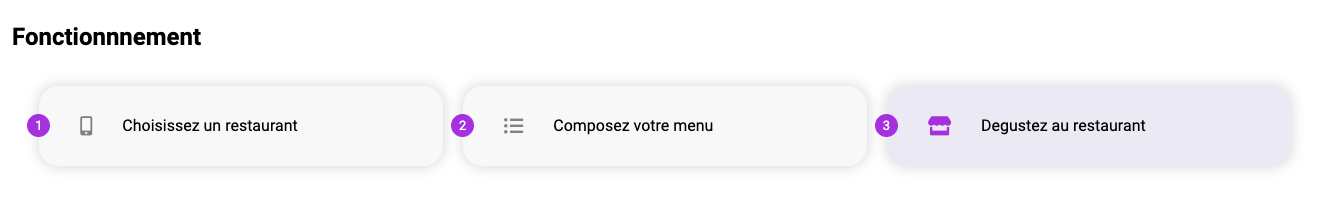 Fonctionnnement
1 Choisissez un restaurant
2 Composez votre menu
3 Degustez au restaurant